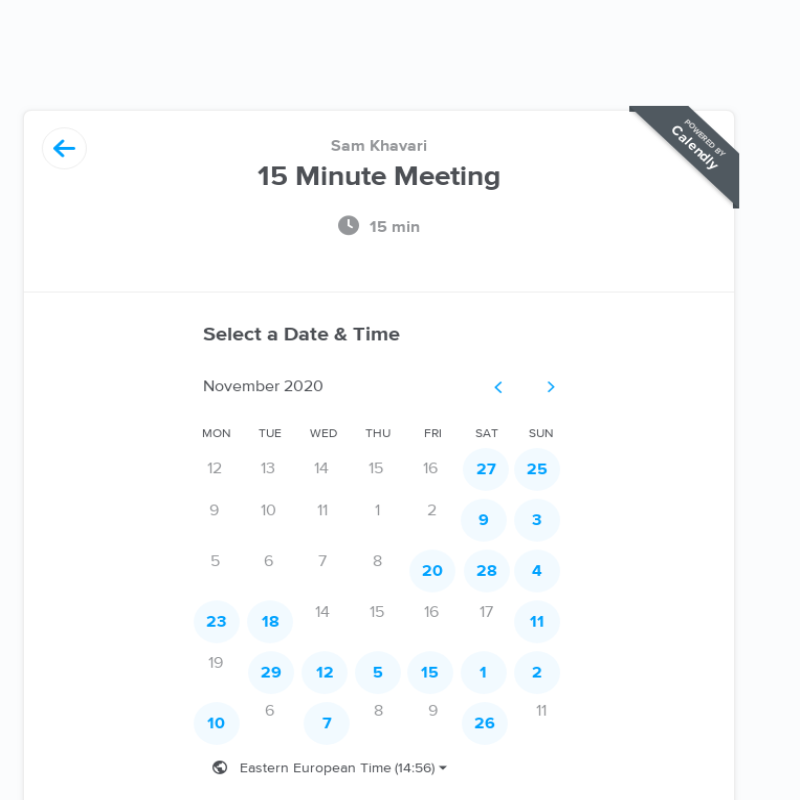 Sam Khavari
15 Minute Meeting
15 min
POWERED BY
Calendly
Select a Date & Time
November 2020
MON TUE WED THU FRI SAT SUN
12 13 14 15 16 27 25
9 10 11 1 2 9 3
5 6 7 8 20 28 4
23 18 14 15 16 17 11
19 29 12 5 15 1 2
10 6 7 8 9 26 11
Eastern European Time (14:56)